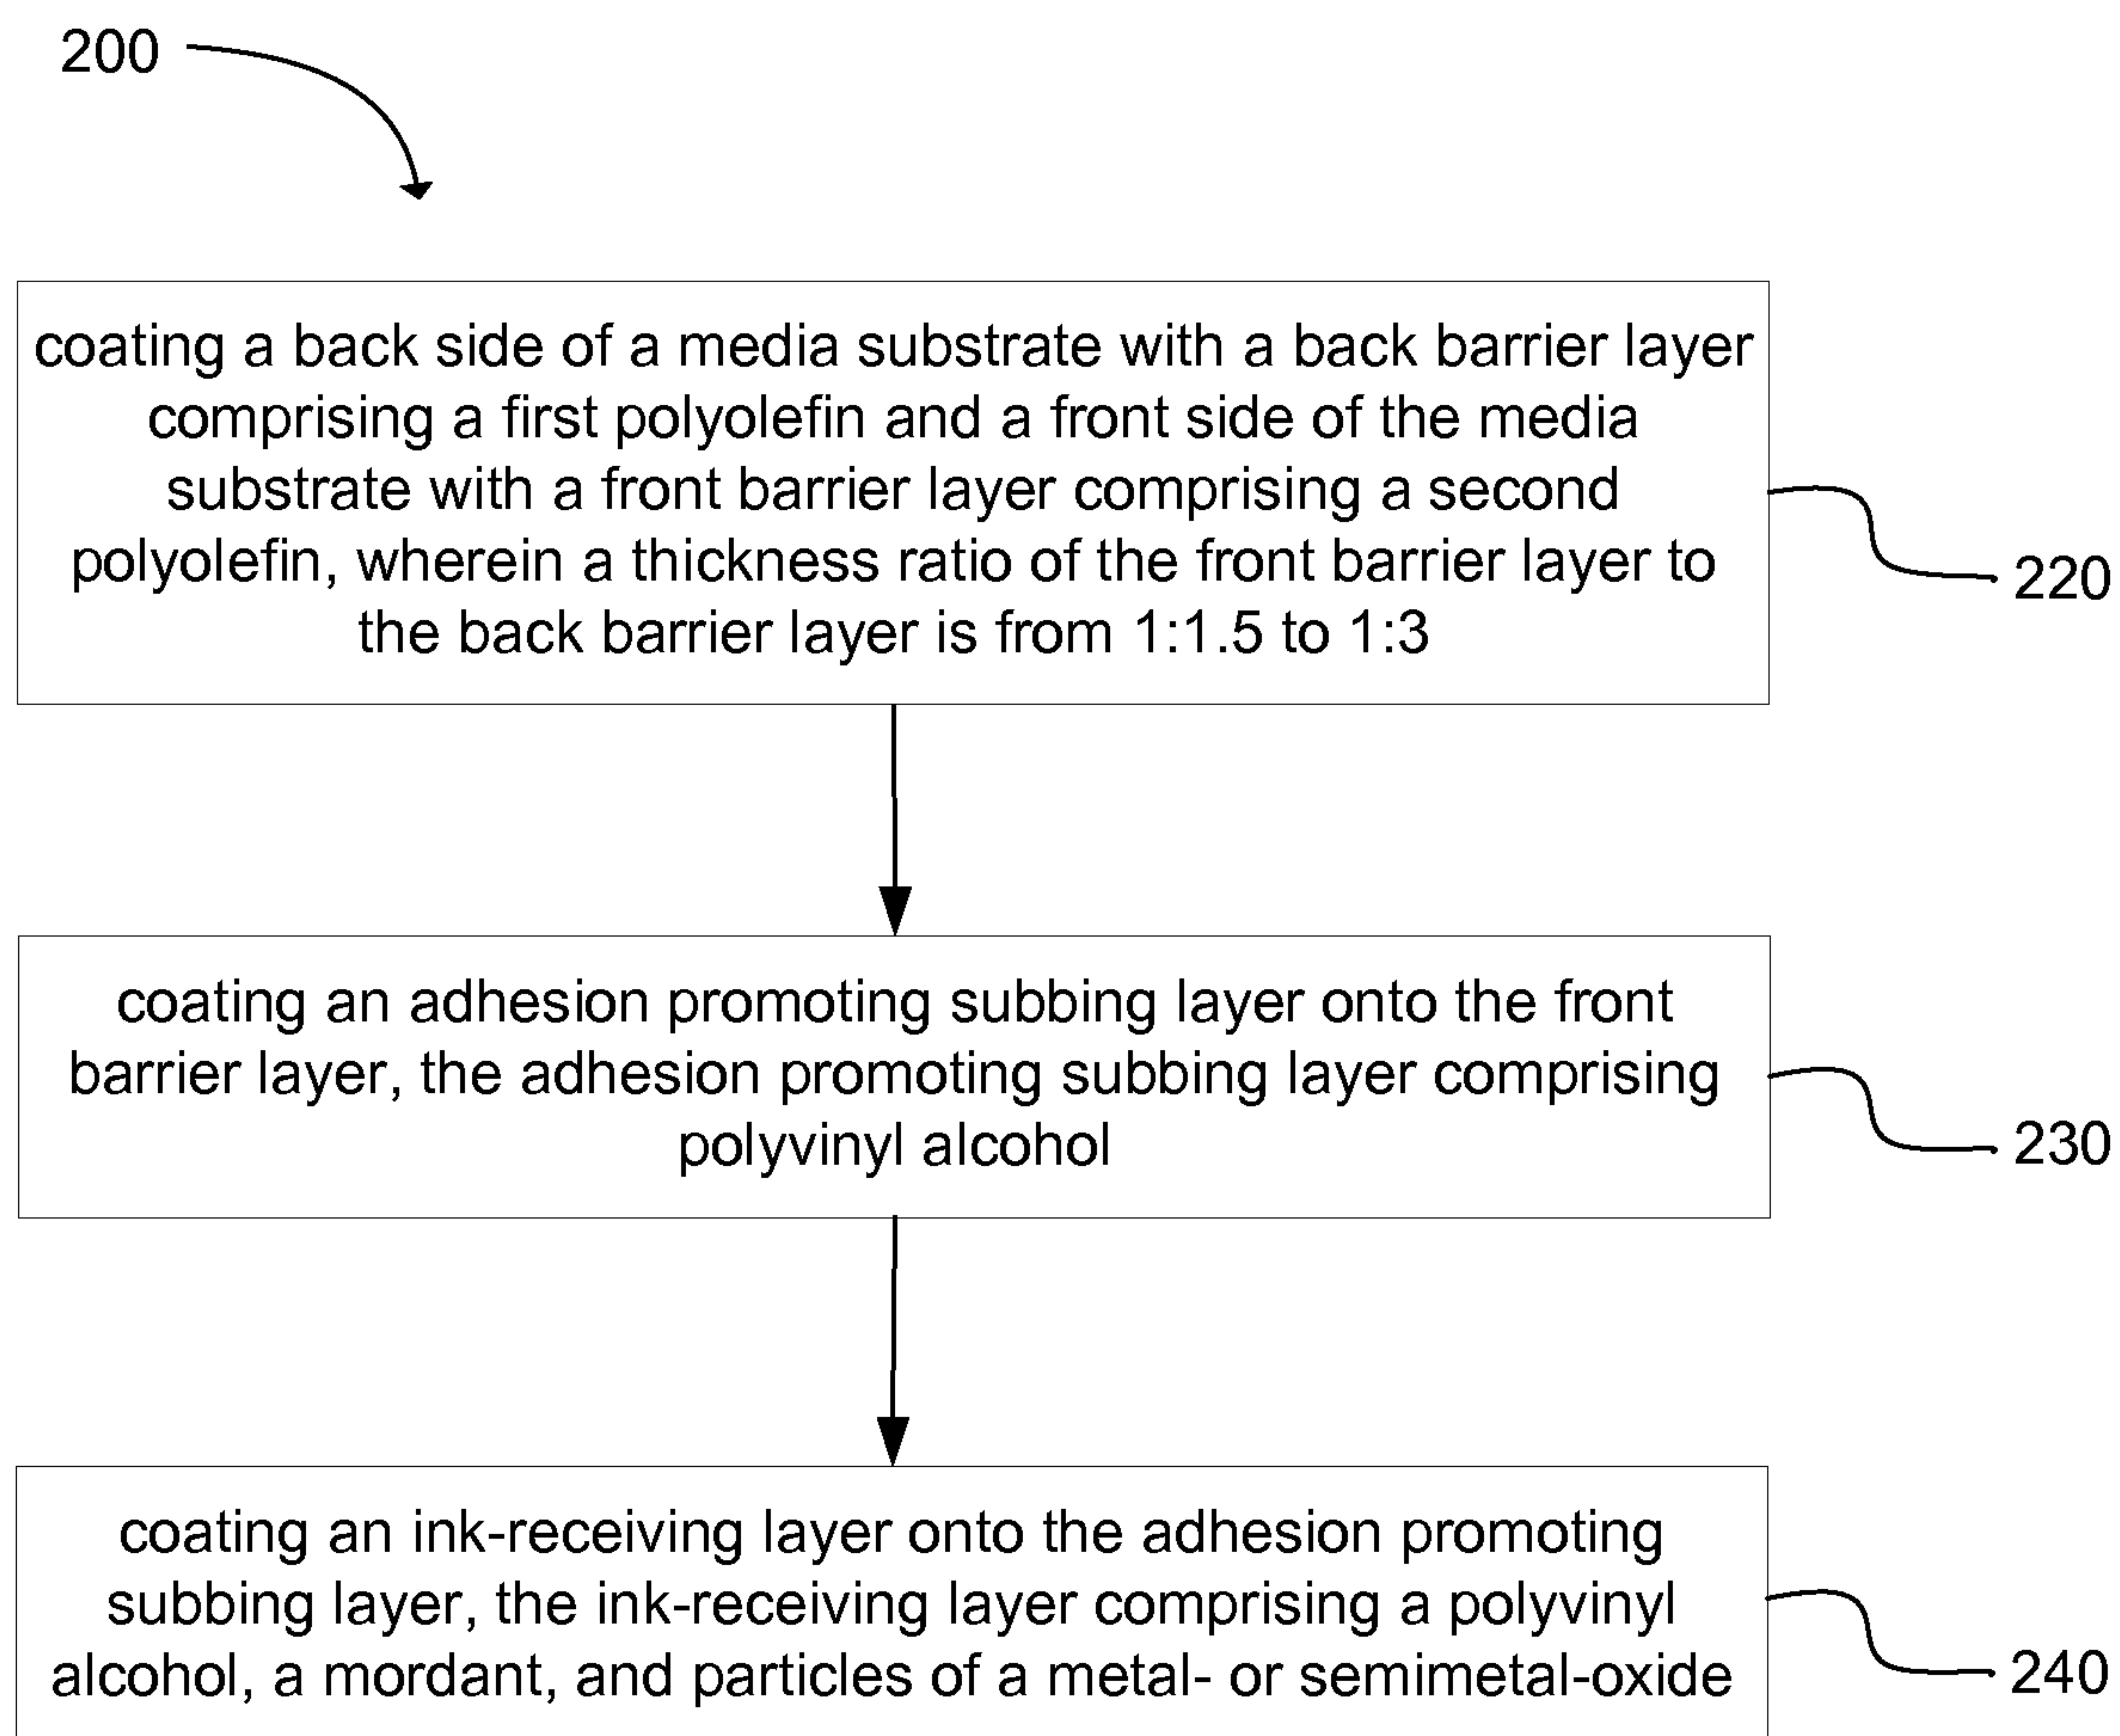 200
coating a back side of a media substrate with a back barrier layer
comprising a first polyolefin and a front side of the media
substrate with a front barrier layer comprising a second
polyolefin, wherein a thickness ratio of the front barrier layer to
the back barrier layer is from 1:1.5 to 1:3
220
coating an adhesion promoting subbing layer onto the front
barrier layer, the adhesion promoting subbing layer comprising
polyvinyl alcohol
230
coating an ink-receiving layer onto the adhesion promoting
subbing layer, the ink-receiving layer comprising a polyvinyl
alcohol, a mordant, and particles of a metal- or semimetal-oxide
240